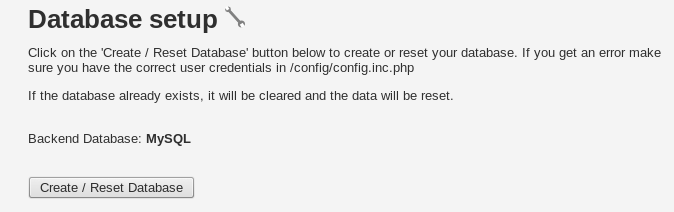 Database setup
Click on the 'Create / Reset Database' button below to create or reset your database. If you get an error make
sure you have the correct user credentials in /config/config.inc.php
If the database already exists, it will be cleared and the data will be reset.
Backend Database: MySQL
Create / Reset Database